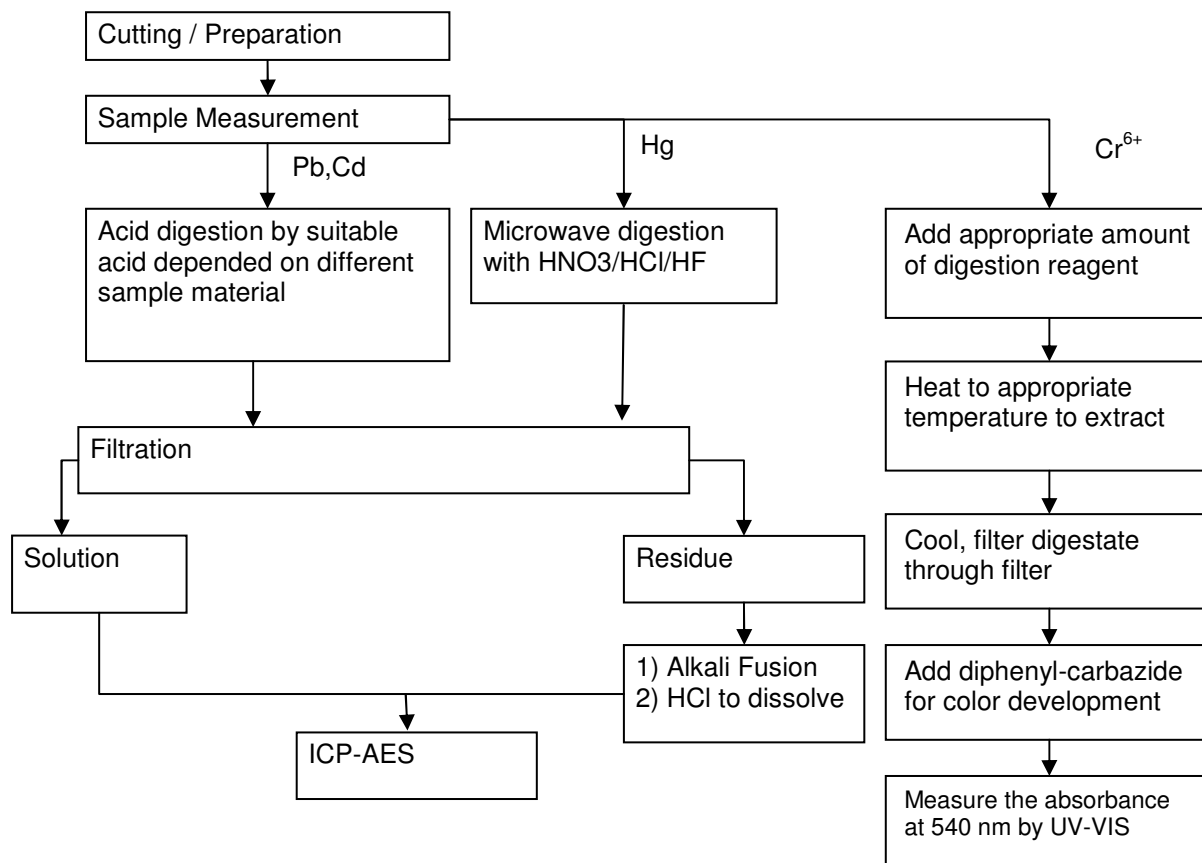 Cutting / Preparation
Sample Measurement
Hg
Cr6+
Pb,Cd
Acid digestion by suitable
acid depended on different
sample material
Microwave digestion
with HNO3/HCl/HF
Add appropriate amount
of digestion reagent
Heat to appropriate
temperature to extract
Filtration
Cool, filter digestate
through filter
Solution
Residue
1) Alkali Fusion
2) HCl to dissolve
Add diphenyl-carbazide
for color development
ICP-AES
Measure the absorbance
at 540 nm by UV-VIS